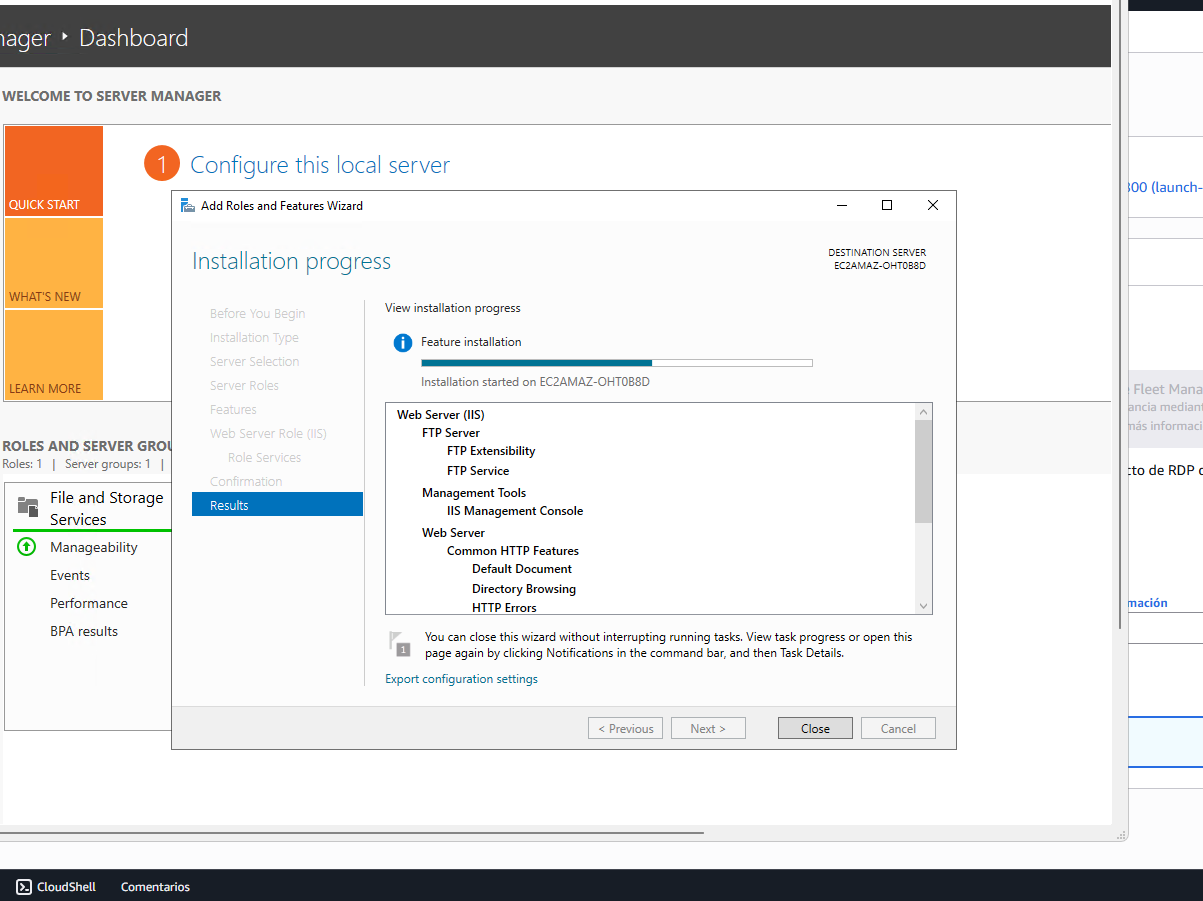 nager ‣ Dashboard
WELCOME TO SERVER MANAGER
QUICK START
WHAT'S NEW
LEARN MORE
1 Configure this local server
Add Roles and Features Wizard
Installation progress
DESTINATION SERVER
EC2AMAZ-OHT0B8D
Before You Begin
Installation Type
Server Selection
Server Roles
Features
Web Server Role (IIS)
Role Services
Confirmation
Results
View installation progress
Feature installation
Installation started on EC2AMAZ-OHT0B8D
Web Server (IIS)
FTP Server
FTP Extensibility
FTP Service
Management Tools
IIS Management Console
Web Server
Common HTTP Features
Default Document
Directory Browsing
HTTP Errors
1
You can close this wizard without interrupting running tasks. View task progress or open this
page again by clicking Notifications in the command bar, and then Task Details.
Export configuration settings
< Previous
Next >
Close
Cancel
ROLES AND SERVER GROU
Roles: 1 | Server groups: 1 |
File and Storage
Services
Manageability
Events
Performance
BPA results
300 (launch-
e Fleet Mana
ancia mediant
más informaci
cto de RDP
mación
CloudShell
Comentarios